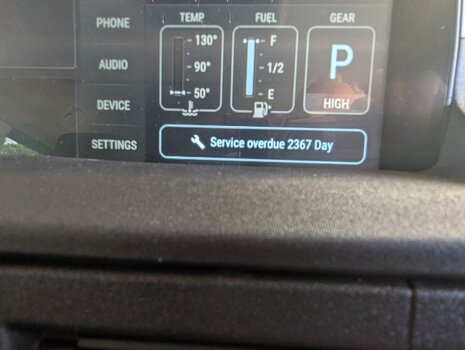 PHONE
AUDIO
DEVICE
SETTINGS
TEMP
130°
90°
50°
FUEL
F
1/2
E
GEAR
P
HIGH
Service overdue 2367 Day